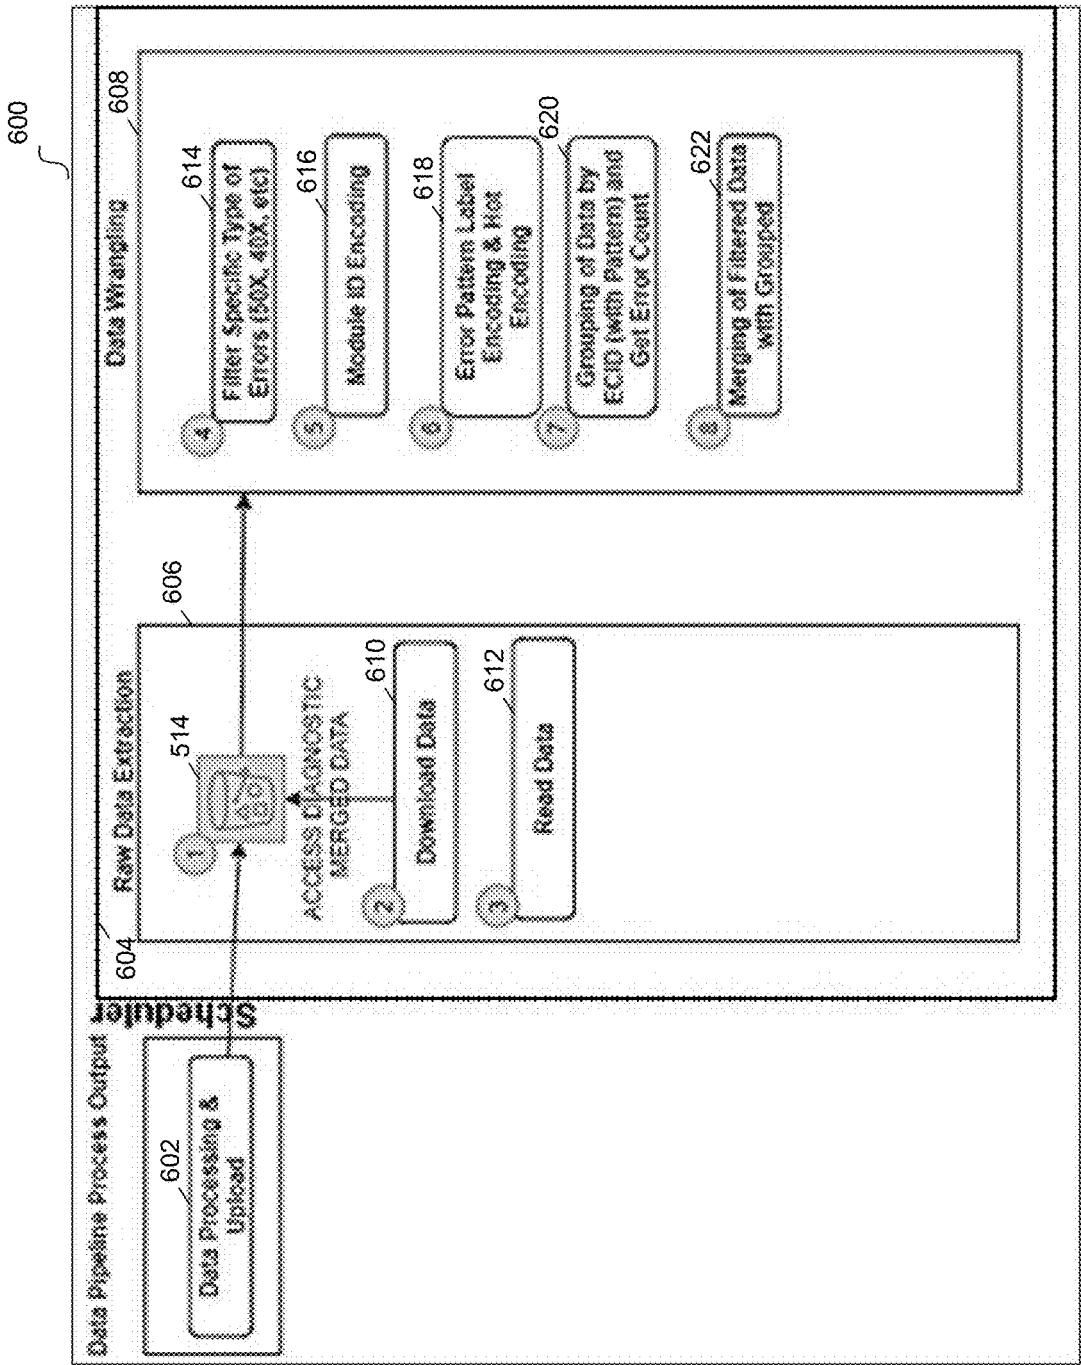 600
Data Pipeline Process Output
602
Data Processing &
Upload
Scheduler
604
Raw Data Extraction
606
1
514
ACCESS DIAGNOSTIC
MERGED DATA
2
610
Download Data
3
612
Read Data
Data Wrangling
608
4
614
Filter Specific Type of
Errors (50X, 40X, etc)
5
616
Module ID Encoding
6
618
Error Pattern Label
Encoding & Hot
Encoding
7
620
Grouping of Data by
ECID (with Pattern) and
Get Error Count
8
622
Merging of Filtered Data
with Grouped